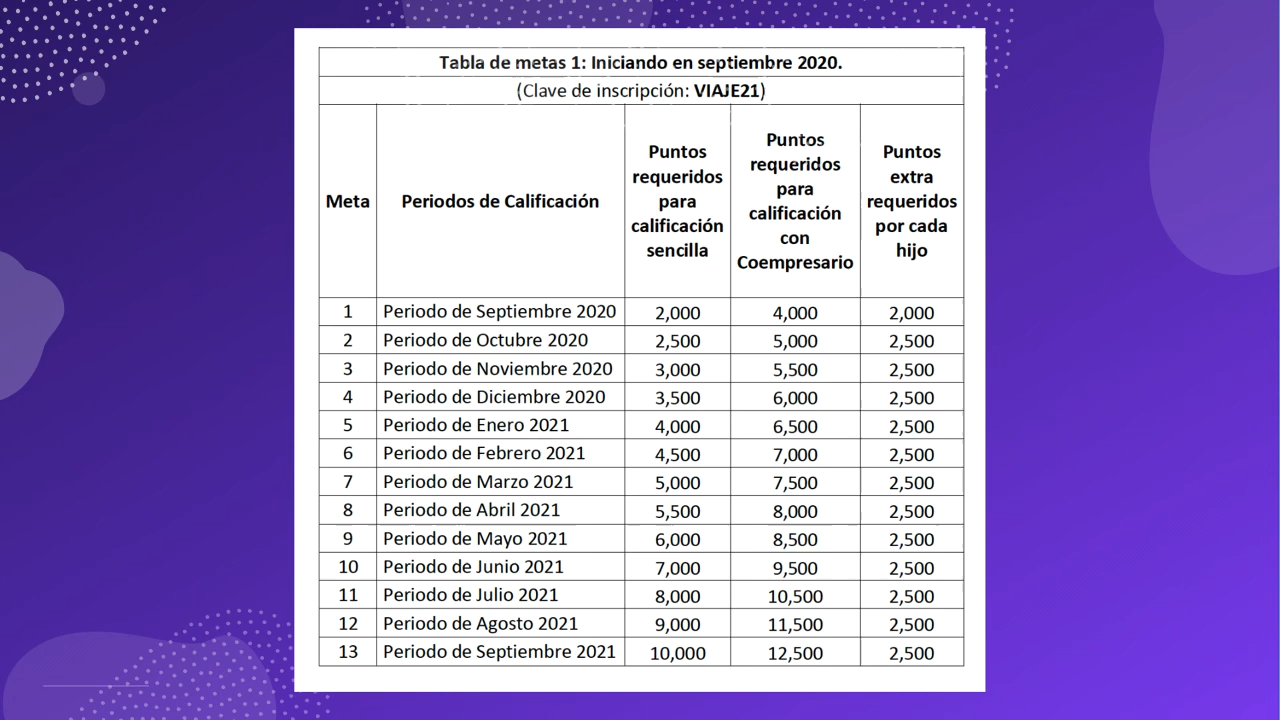 Tabla de metas 1: Iniciando en septiembre 2020.
(Clave de inscripción: VIAJE21)
Meta
Periodos de Calificación
Puntos
requeridos
para
calificación
sencilla
Puntos
requeridos
para
calificación
con
Coempresario
Puntos
extra
requeridos
por cada
hijo
1 Periodo de Septiembre 2020 2,000 4,000 2,000
2 Periodo de Octubre 2020 2,500 5,000 2,500
3 Periodo de Noviembre 2020 3,000 5,500 2,500
4 Periodo de Diciembre 2020 3,500 6,000 2,500
5 Periodo de Enero 2021 4,000 6,500 2,500
6 Periodo de Febrero 2021 4,500 7,000 2,500
7 Periodo de Marzo 2021 5,000 7,500 2,500
8 Periodo de Abril 2021 5,500 8,000 2,500
9 Periodo de Mayo 2021 6,000 8,500 2,500
10 Periodo de Junio 2021 7,000 9,500 2,500
11 Periodo de Julio 2021 8,000 10,500 2,500
12 Periodo de Agosto 2021 9,000 11,500 2,500
13 Periodo de Septiembre 2021 10,000 12,500 2,500